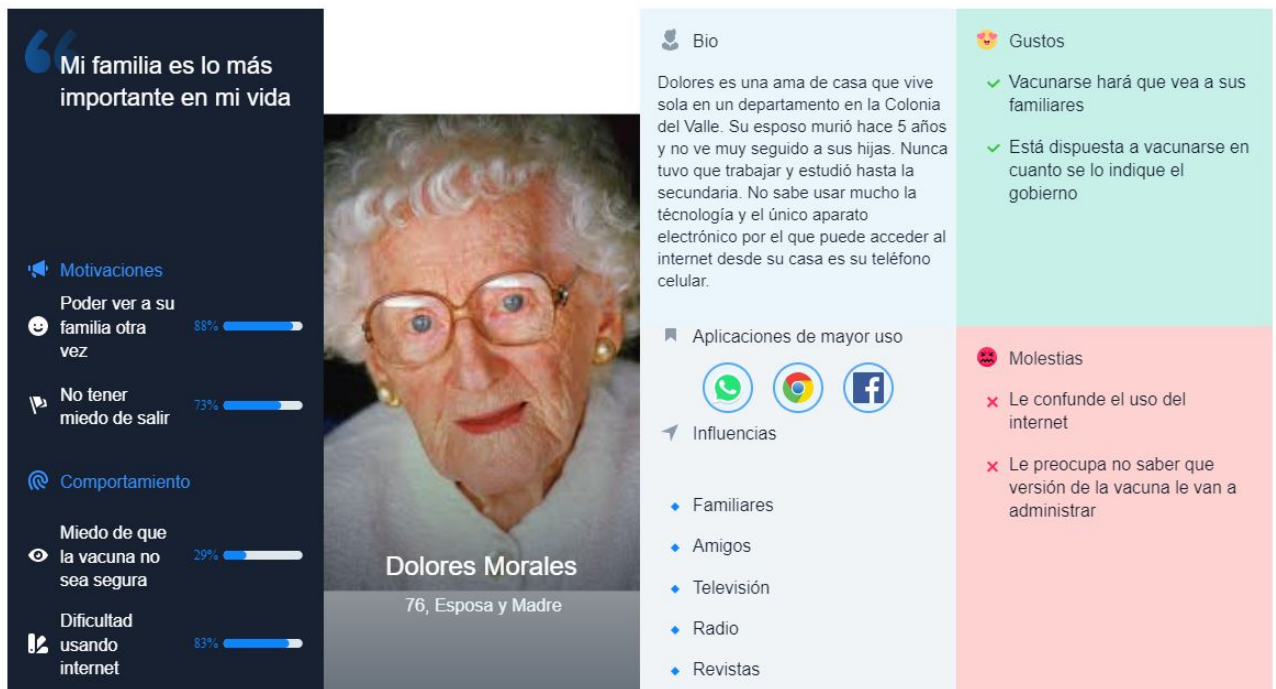 Mi familia es lo más
importante en mi vida
Motivaciones
Poder ver a su
familia otra
vez
88%
No tener
miedo de salir
73%
Comportamiento
Miedo de que
la vacuna no
sea segura
29%
Dificultad
usando
internet
83%
Dolores Morales
76, Esposa y Madre
Bio
Dolores es una ama de casa que vive
sola en un departamento en la Colonia
del Valle. Su esposo murió hace 5 años
y no ve muy seguido a sus hijas. Nunca
tuvo que trabajar y estudió hasta la
secundaria. No sabe usar mucho la
técnología y el único aparato
electrónico por el que puede acceder al
internet desde su casa es su teléfono
celular.
Aplicaciones de mayor uso
Influencias
Familiares
Amigos
Televisión
Radio
Revistas
Gustos
Vacunarse hará que vea a sus
familiares
Está dispuesta a vacunarse en
cuanto se lo indique el
gobierno
Molestias
Le confunde el uso del
internet
Le preocupa no saber que
versión de la vacuna le van a
administrar